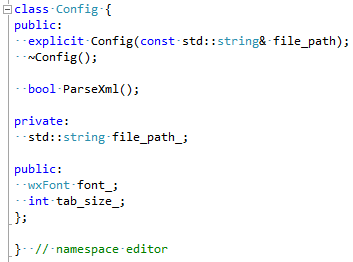 class Config {
public:
  explicit Config(const std::string& file_path);
  ~Config();

  bool ParseXml();

private:
  std::string file_path_;

public:
  wxFont font_;
  int tab_size_;
};

}  // namespace editor